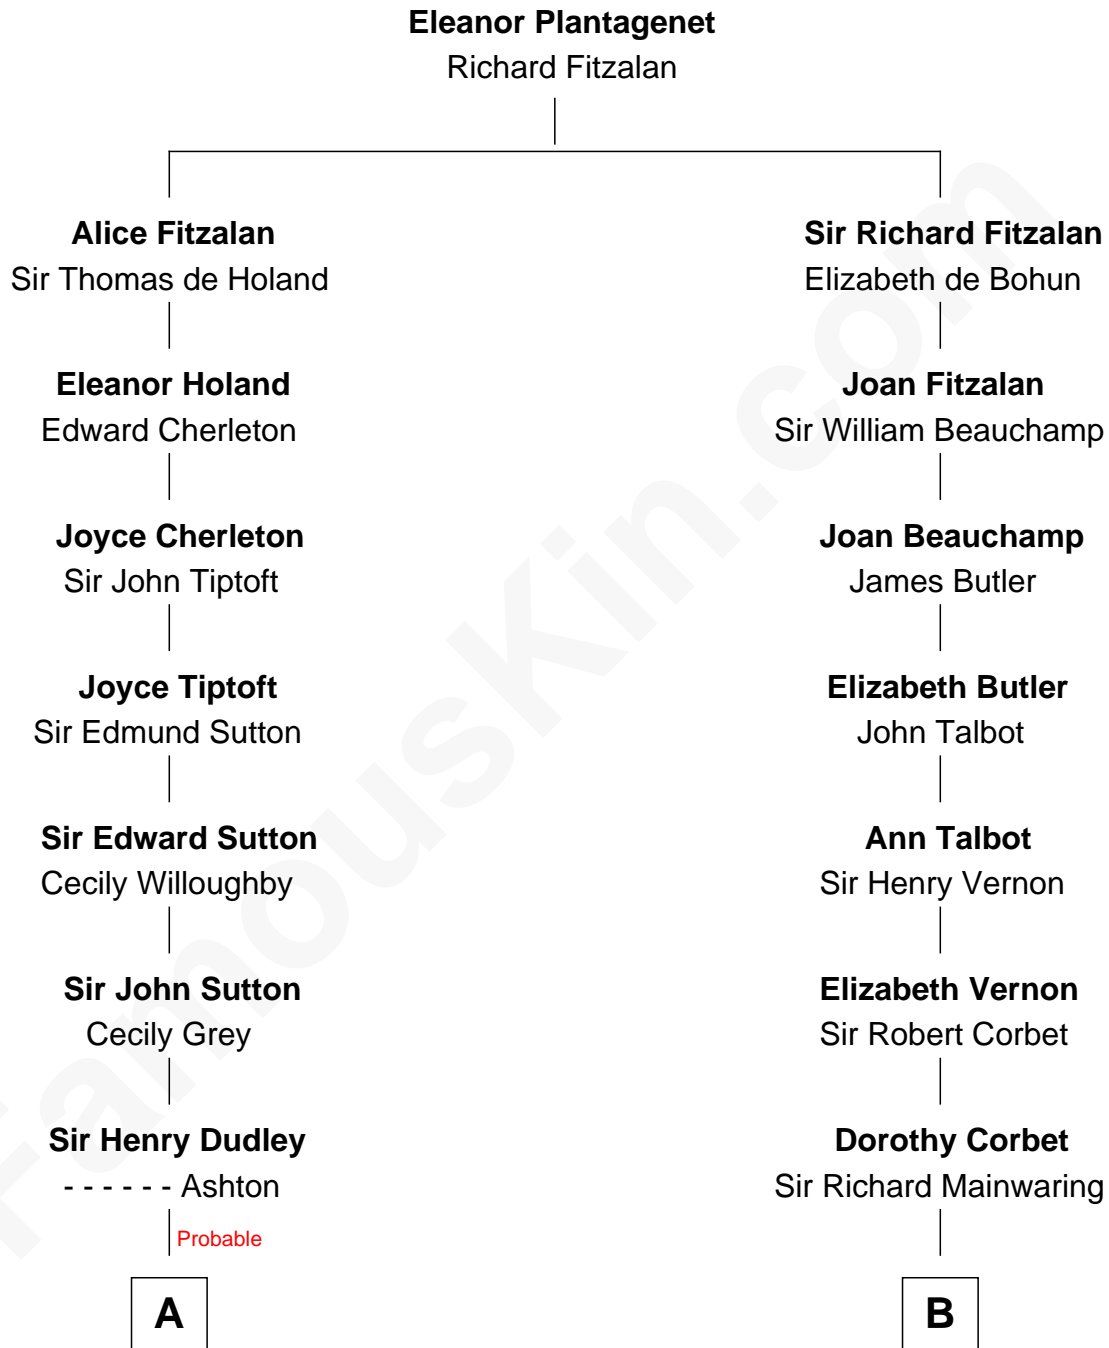 Eleanor Plantagenet
Richard Fitzalan
Alice Fitzalan
Sir Thomas de Holand
Eleanor Holand
Edward Cherleton
Joyce Cherleton
Sir John Tiptoft
Joyce Tiptoft
Sir Edmund Sutton
Sir Edward Sutton
Cecily Willoughby
Sir John Sutton
Cecily Grey
Sir Henry Dudley
- - - - - - Ashton
Probable
A
Sir Richard Fitzalan
Elizabeth de Bohun
Joan Fitzalan
Sir William Beauchamp
Joan Beauchamp
James Butler
Elizabeth Butler
John Talbot
Ann Talbot
Sir Henry Vernon
Elizabeth Vernon
Sir Robert Corbet
Dorothy Corbet
Sir Richard Mainwaring
B
FamousKin.com